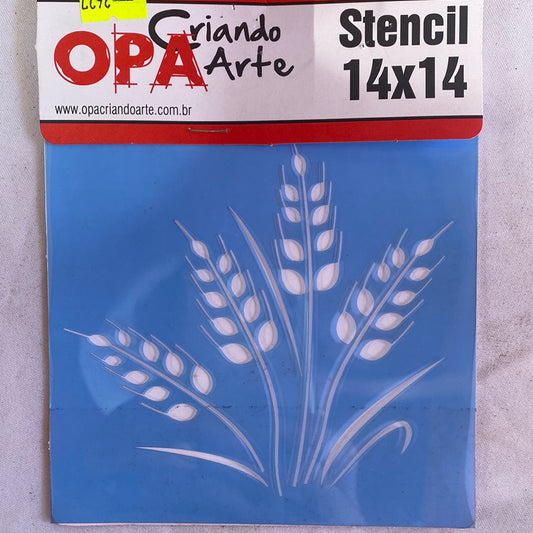 OPA Criando Arte
Stencil
14x14
www.opacriandoarte.com.br